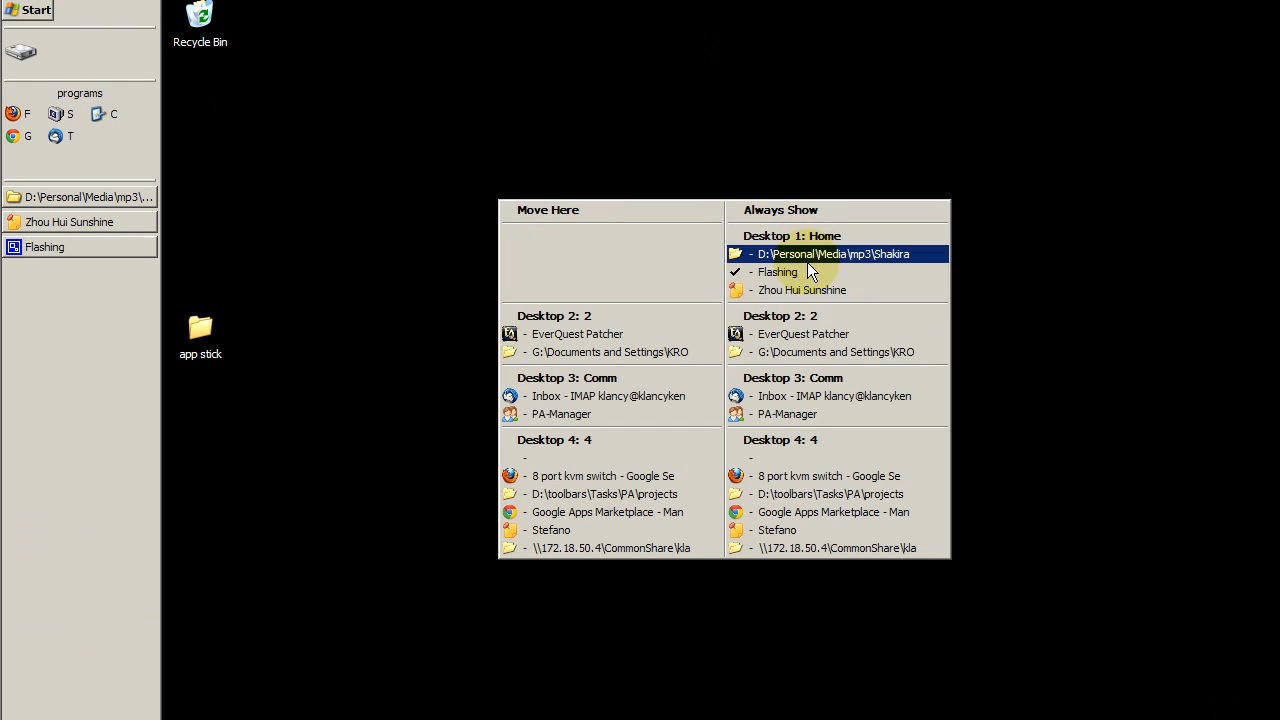 Start
Recycle Bin
programs
F S C
G T
D:\Personal\Media\mp3\...
Zhou Hui Sunshine
Flashing
app stick
Move Here
Desktop 2: 2
- EverQuest Patcher
- G:\Documents and Settings\KRO
Desktop 3: Comm
- Inbox - IMAP klancy@klancyken
- PA-Manager
Desktop 4: 4
-
- 8 port kvm switch - Google Se
- D:\toolbars\Tasks\PA\projects
- Google Apps Marketplace - Man
- Stefano
- \\172.18.50.4\CommonShare\kla
Always Show
Desktop 1: Home
- D:\Personal\Media\mp3\Shakira
- Flashing
- Zhou Hui Sunshine
Desktop 2: 2
- EverQuest Patcher
- G:\Documents and Settings\KRO
Desktop 3: Comm
- Inbox - IMAP klancy@klancyken
- PA-Manager
Desktop 4: 4
-
- 8 port kvm switch - Google Se
- D:\toolbars\Tasks\PA\projects
- Google Apps Marketplace - Man
- Stefano
- \\172.18.50.4\CommonShare\kla